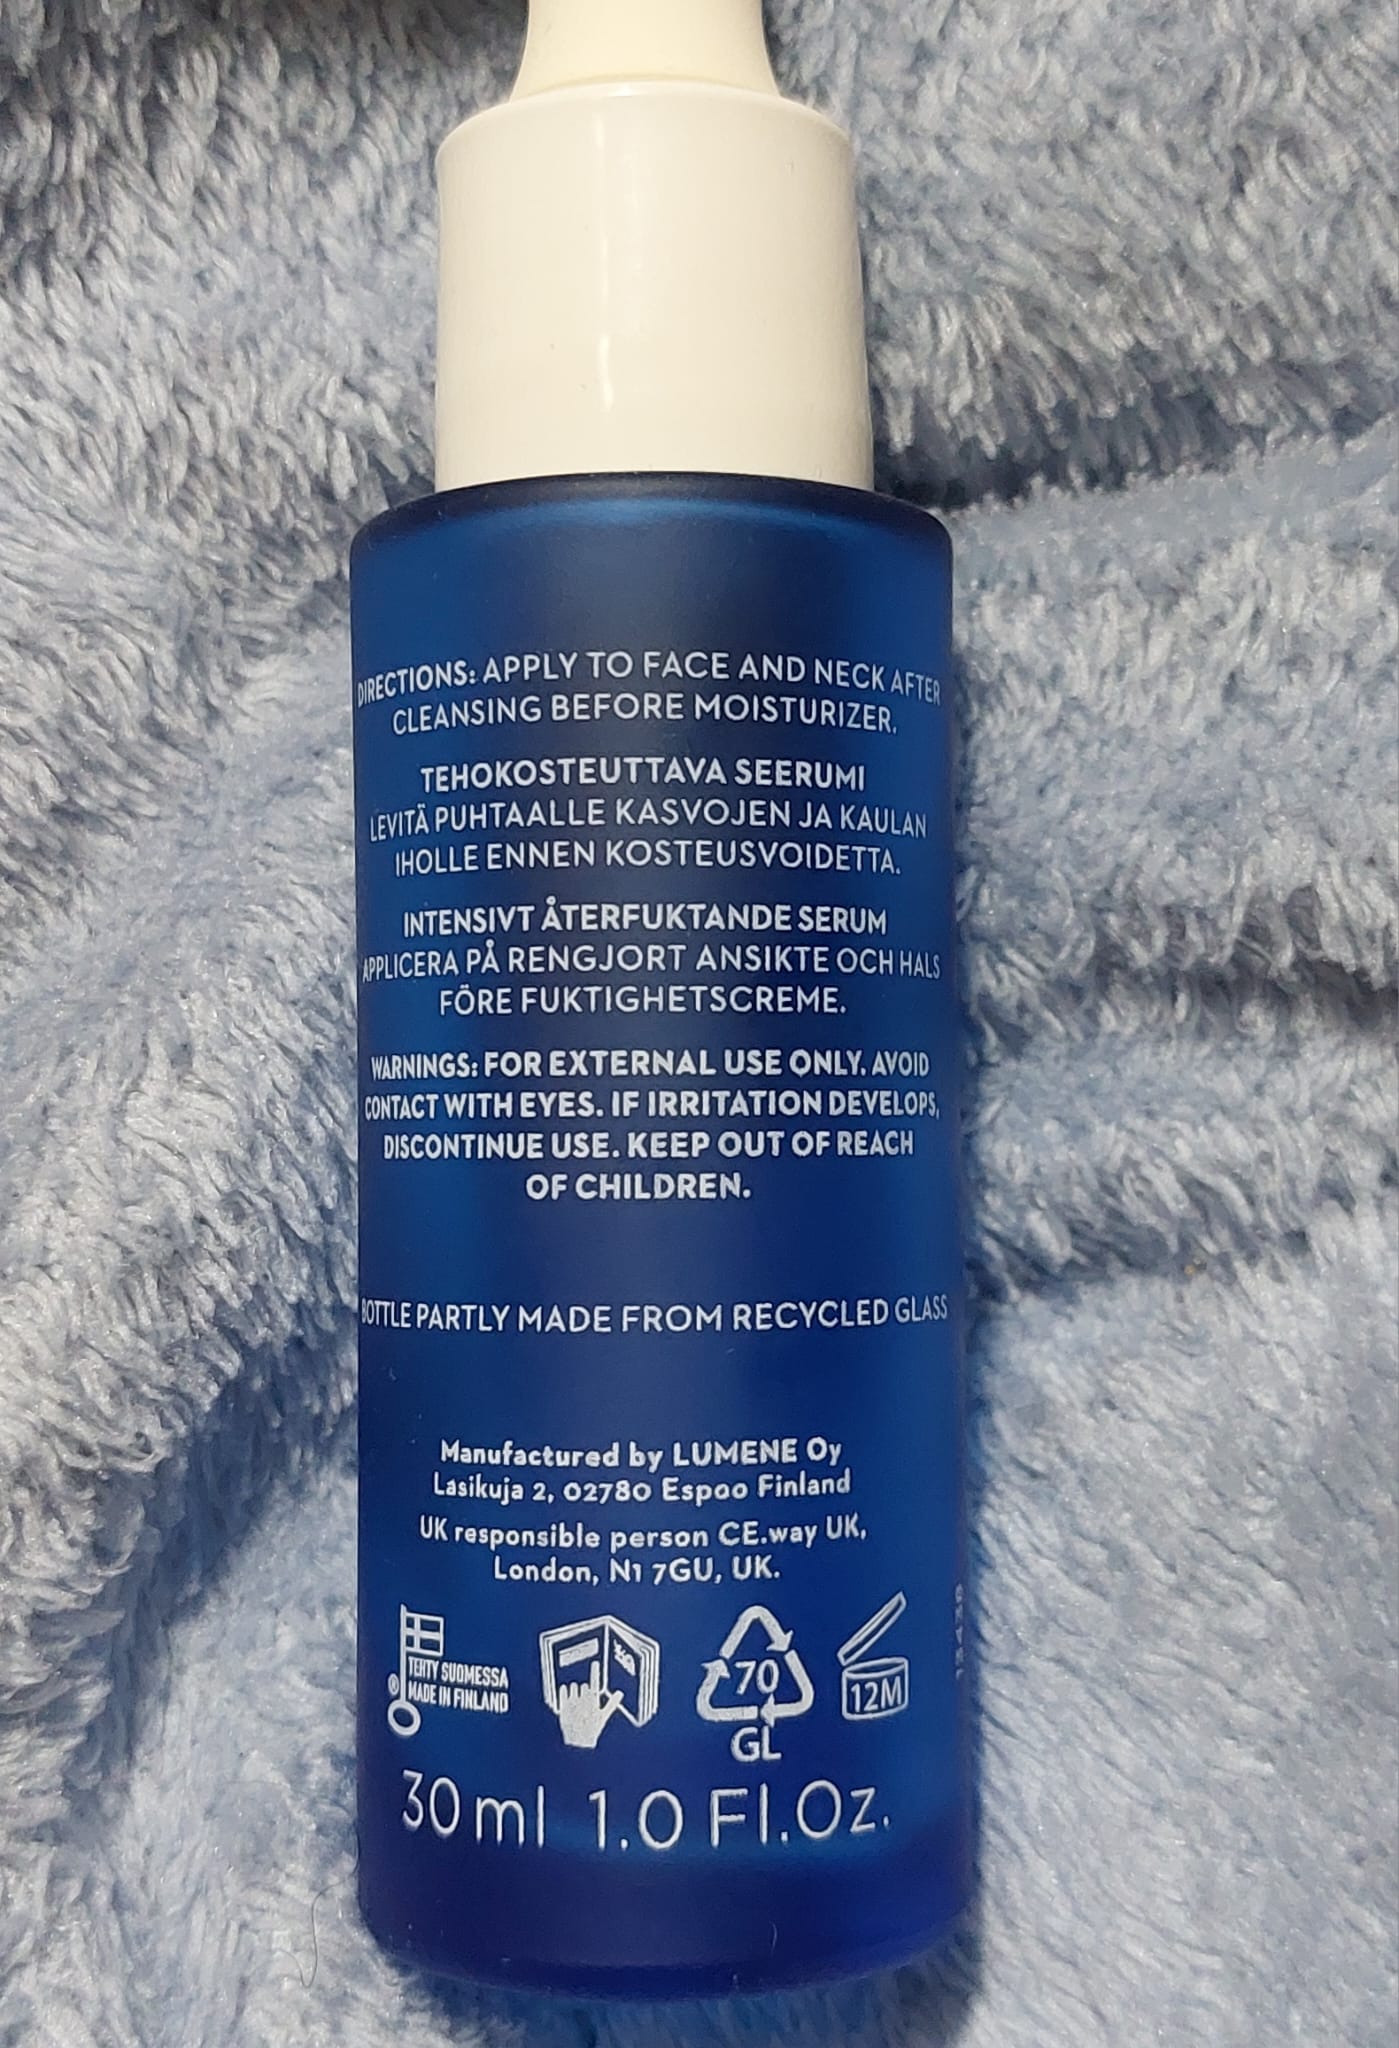 DIRECTIONS: APPLY TO FACE AND NECK AFTER
CLEANSING BEFORE MOISTURIZER.
TEHOKOSTEUTTAVA SEERUMI
LEVITÄ PUHTAALLE KASVOJEN JA KAULAN
IHOLLE ENNEN KOSTEUSVOIDETTA.
INTENSIVT ÅTERFUKTANDE SERUM
APPLICERA PÅ RENGJORT ANSIKTE OCH HALS
FÖRE FUKTIGHETSCREME.
WARNINGS: FOR EXTERNAL USE ONLY. AVOID
CONTACT WITH EYES. IF IRRITATION DEVELOPS,
DISCONTINUE USE. KEEP OUT OF REACH
OF CHILDREN.
BOTTLE PARTLY MADE FROM RECYCLED GLASS
Manufactured by LUMENE Oy
Lasikuja 2, 02780 Espoo Finland
UK responsible person CE.way UK,
London, N1 7GU, UK.
TEHTY SUOMESSA
® MADE IN FINLAND
70
GL
12M
30 ml 1.0 Fl.Oz.